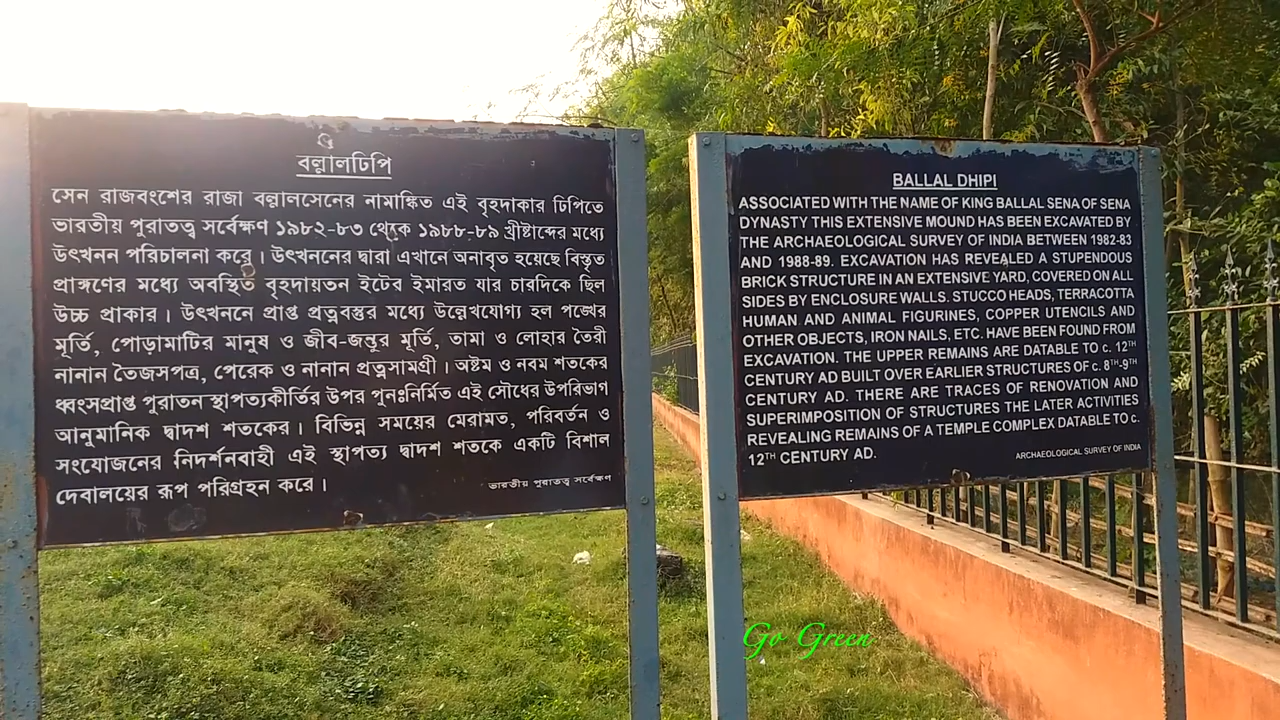 বল্লালঢিপি
সেন রাজবংশের রাজা বল্লালসেনের নামাঙ্কিত এই বৃহদাকার ঢিপিতে
ভারতীয় পুরাতত্ত্ব সর্বেক্ষণ ১৯৮২-৮৩ থেকে ১৯৮৮-৮৯ খ্রীষ্টাব্দের মধ্যে
উৎখনন পরিচালনা করে। উৎখননের দ্বারা এখানে অনাবৃত হয়েছে বিস্তৃত
প্রাঙ্গণের মধ্যে অবস্থিত বৃহদায়তন ইটের ইমারত যার চারদিকে ছিল
উচ্চ প্রাকার। উৎখননে প্রাপ্ত প্রত্নবস্তুর মধ্যে উল্লেখযোগ্য হল পঙ্খের
মূর্তি, পোড়ামাটির মানুষ ও জীব-জন্তুর মূর্তি, তামা ও লোহার তৈরী
নানান তৈজসপত্র, পেরেক ও নানান প্রত্নসামগ্রী। অষ্টম ও নবম শতকের
ধ্বংসপ্রাপ্ত পুরাতন স্থাপত্যকীর্তির উপর পুনঃনির্মিত এই সৌধের উপরিভাগ
আনুমানিক দ্বাদশ শতকের। বিভিন্ন সময়ের মেরামত, পরিবর্তন ও
সংযোজনের নিদর্শনবাহী এই স্থাপত্য দ্বাদশ শতকে একটি বিশাল
দেবালয়ের রূপ পরিগ্রহন করে।
ভারতীয় পুরাতত্ত্ব সর্বেক্ষণ
BALLAL DHIPI
ASSOCIATED WITH THE NAME OF KING BALLAL SENA OF SENA
DYNASTY THIS EXTENSIVE MOUND HAS BEEN EXCAVATED BY
THE ARCHAEOLOGICAL SURVEY OF INDIA BETWEEN 1982-83
AND 1988-89. EXCAVATION HAS REVEALED A STUPENDOUS
BRICK STRUCTURE IN AN EXTENSIVE YARD, COVERED ON ALL
SIDES BY ENCLOSURE WALLS. STUCCO HEADS, TERRACOTTA
HUMAN AND ANIMAL FIGURINES, COPPER UTENCILS AND
OTHER OBJECTS, IRON NAILS, ETC. HAVE BEEN FOUND FROM
EXCAVATION. THE UPPER REMAINS ARE DATABLE TO c. 12TH
CENTURY AD BUILT OVER EARLIER STRUCTURES OF c. 8TH-9TH
CENTURY AD. THERE ARE TRACES OF RENOVATION AND
SUPERIMPOSITION OF STRUCTURES THE LATER ACTIVITIES
REVEALING REMAINS OF A TEMPLE COMPLEX DATABLE TO c.
12TH CENTURY AD.
ARCHAEOLOGICAL SURVEY OF INDIA
Go Green